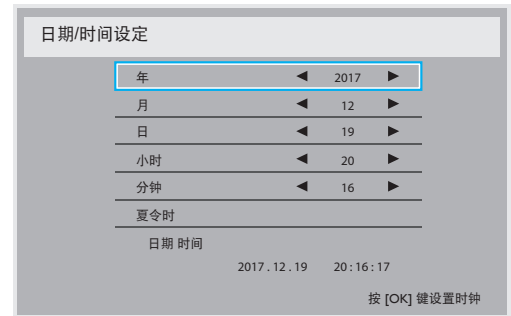 日期/时间设定
年 ◀ 2017 ▶
月 ◀ 12 ▶
日 ◀ 19 ▶
小时 ◀ 20 ▶
分钟 ◀ 16 ▶
夏令时
日期 时间
2017 . 12 . 19 20 : 16 : 17
按 [OK] 键设置时钟